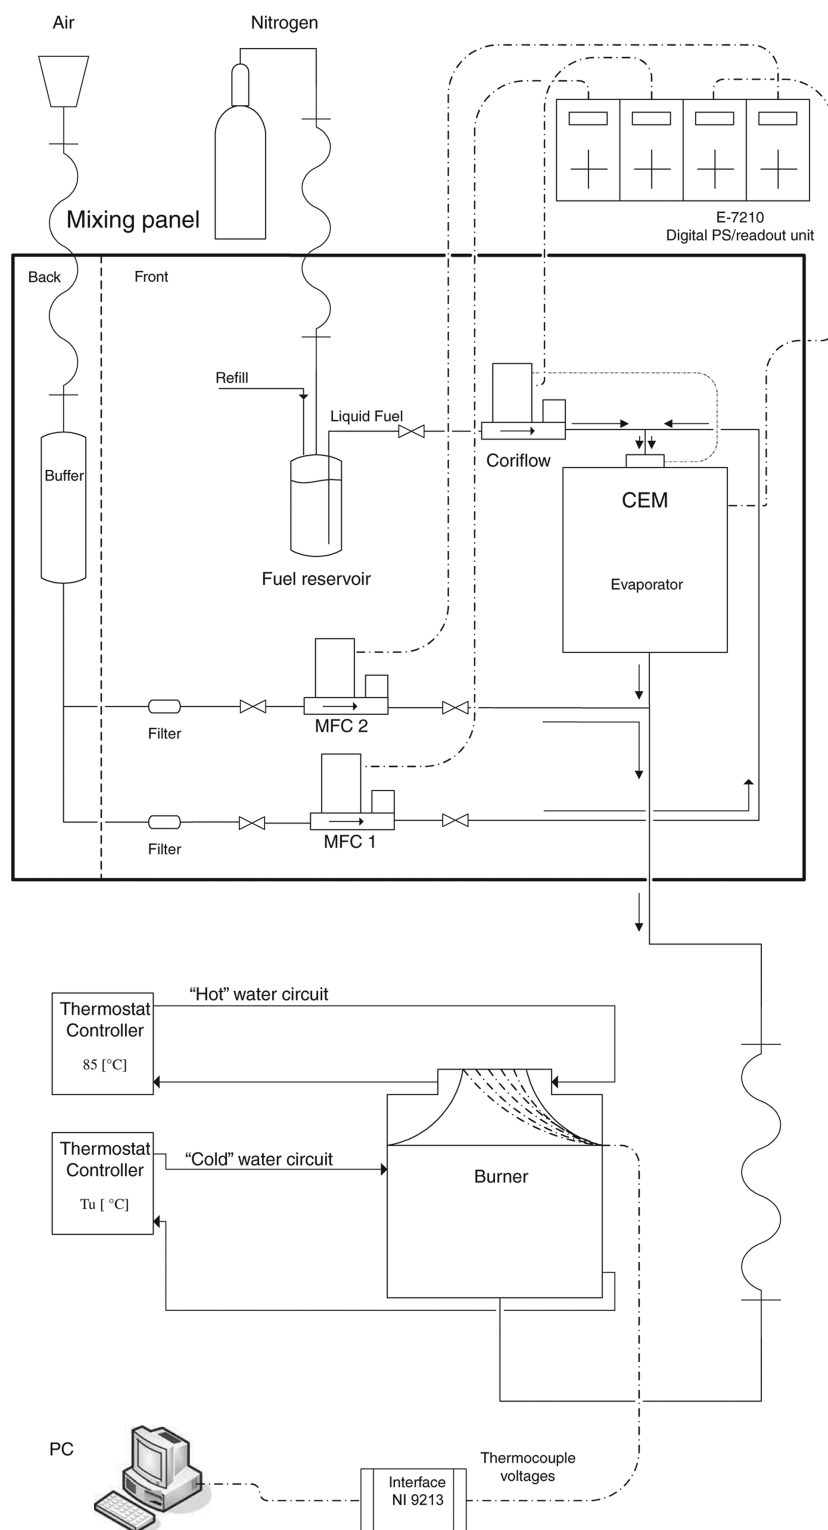 Air
Nitrogen
E-7210
Digital PS/readout unit
Mixing panel
Back
Front
Refill
Liquid Fuel
Coriflow
Buffer
CEM
Fuel reservoir
Evaporator
MFC 2
Filter
MFC 1
Filter
"Hot" water circuit
Thermostat
Controller
85 [°C]
Thermostat
Controller
Tu [ °C]
"Cold" water circuit
Burner
PC
Thermocouple
voltages
Interface
NI 9213